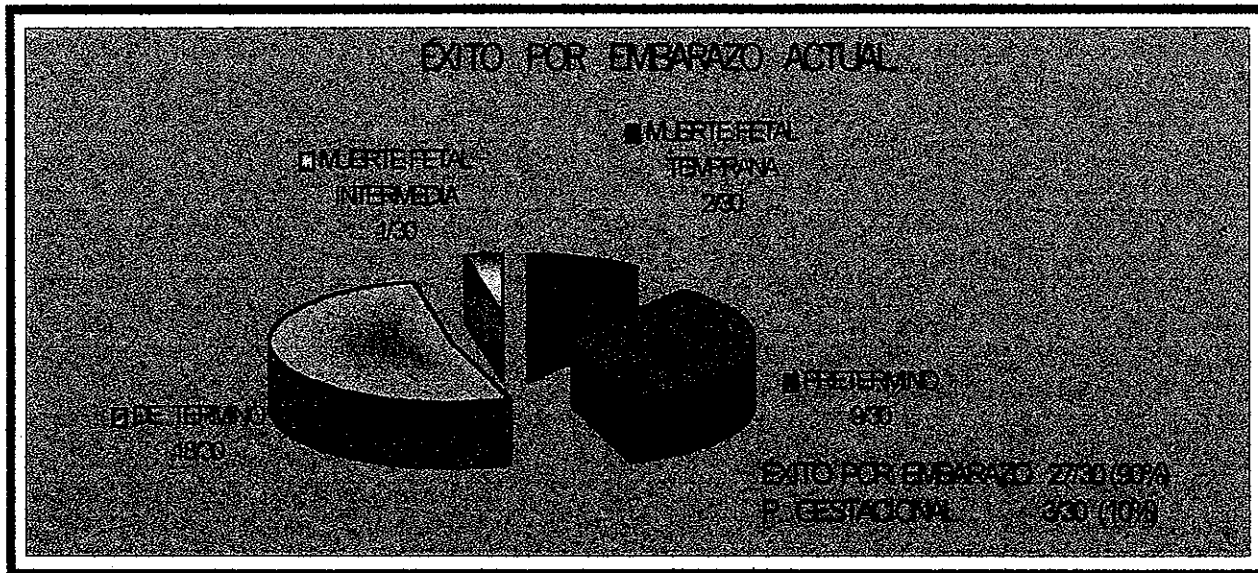 EXITO POR EMBARAZO ACTUAL
MUERTE FETAL
TEMPRANA
2/30
MUERTE FETAL
INTERMEDIA
1/30
PRETERMINO
9/30
DE TERMINO
18/30
EXITO POR EMBARAZO 27/30 (90%)
P. GESTACIONAL 3/30 (10%)